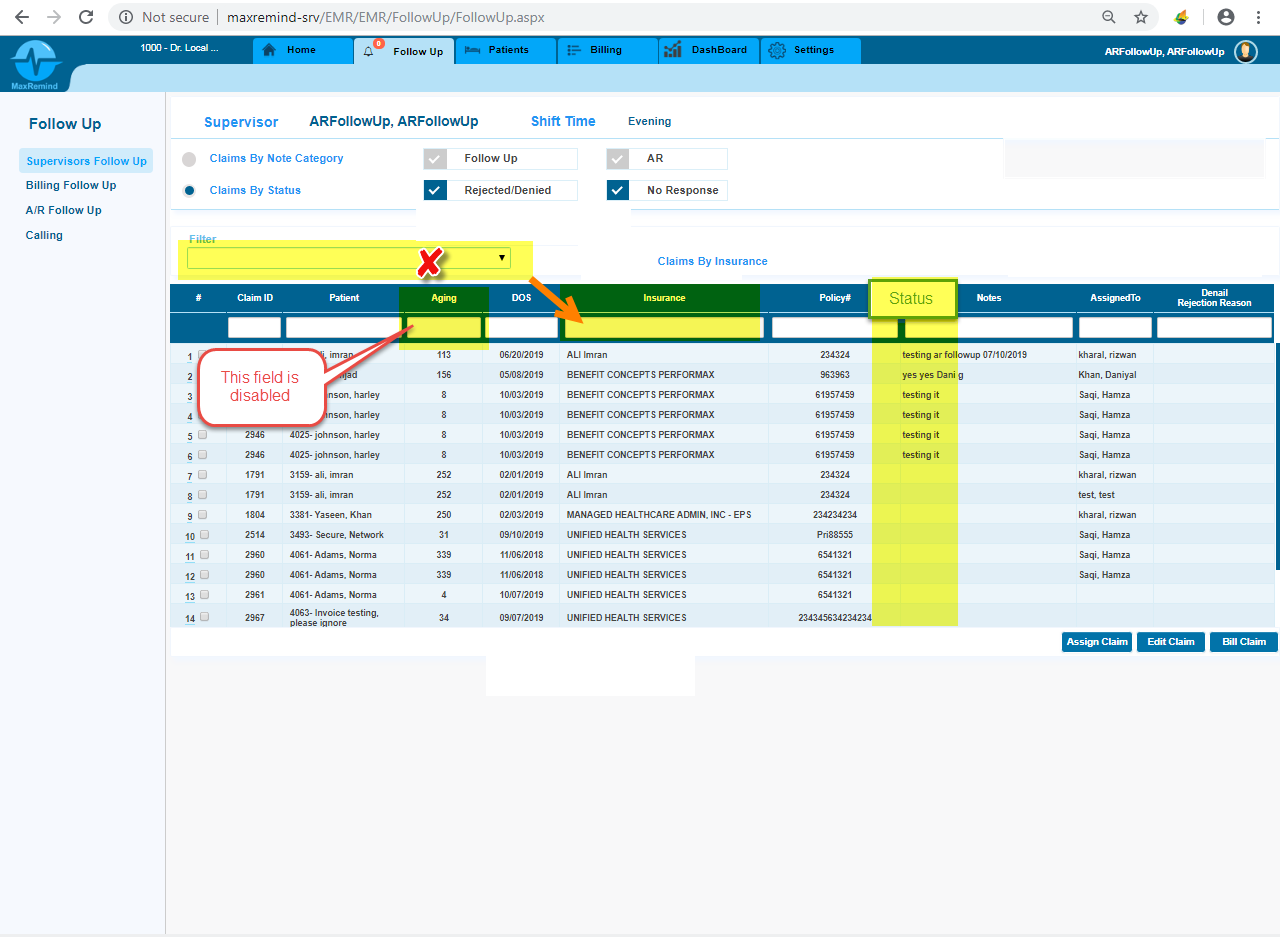 Not secure | maxremind-srv/EMR/EMR/FollowUp/FollowUp.aspx
MaxRemind
1000 - Dr. Local ...
Home
0
Follow Up
Patients
Billing
DashBoard
Settings
ARFollowUp, ARFollowUp
Follow Up
Supervisors Follow Up
Billing Follow Up
A/R Follow Up
Calling
Supervisor ARFollowUp, ARFollowUp Shift Time Evening
Claims By Note Category Follow Up AR
Claims By Status Rejected/Denied No Response
Filter
Claims By Insurance
# Claim ID Patient Aging DOS Insurance Policy# Status Notes AssignedTo Denail
Rejection Reason
This field is
disabled
1 ali, imran 113 06/20/2019 ALI Imran 234324 testing ar followup 07/10/2019 kharal, rizwan
2 jad 156 05/08/2019 BENEFIT CONCEPTS PERFORMAX 963963 yes yes Dani g Khan, Daniyal
3 johnson, harley 8 10/03/2019 BENEFIT CONCEPTS PERFORMAX 61957459 testing it Saqi, Hamza
4 johnson, harley 8 10/03/2019 BENEFIT CONCEPTS PERFORMAX 61957459 testing it Saqi, Hamza
5 2946 4025- johnson, harley 8 10/03/2019 BENEFIT CONCEPTS PERFORMAX 61957459 testing it Saqi, Hamza
6 2946 4025- johnson, harley 8 10/03/2019 BENEFIT CONCEPTS PERFORMAX 61957459 testing it Saqi, Hamza
7 1791 3159- ali, imran 252 02/01/2019 ALI Imran 234324 kharal, rizwan
8 1791 3159- ali, imran 252 02/01/2019 ALI Imran 234324 test, test
9 1804 3381- Yaseen, Khan 250 02/03/2019 MANAGED HEALTHCARE ADMIN, INC - EPS 234234234 kharal, rizwan
10 2514 3493- Secure, Network 31 09/10/2019 UNIFIED HEALTH SERVICES Pri88555 Saqi, Hamza
11 2960 4061- Adams, Norma 339 11/06/2018 UNIFIED HEALTH SERVICES 6541321 Saqi, Hamza
12 2960 4061- Adams, Norma 339 11/06/2018 UNIFIED HEALTH SERVICES 6541321 Saqi, Hamza
13 2961 4061- Adams, Norma 4 10/07/2019 UNIFIED HEALTH SERVICES 6541321
14 2967 4063- Invoice testing, please ignore 34 09/07/2019 UNIFIED HEALTH SERVICES 234345634234234
Assign Claim Edit Claim Bill Claim